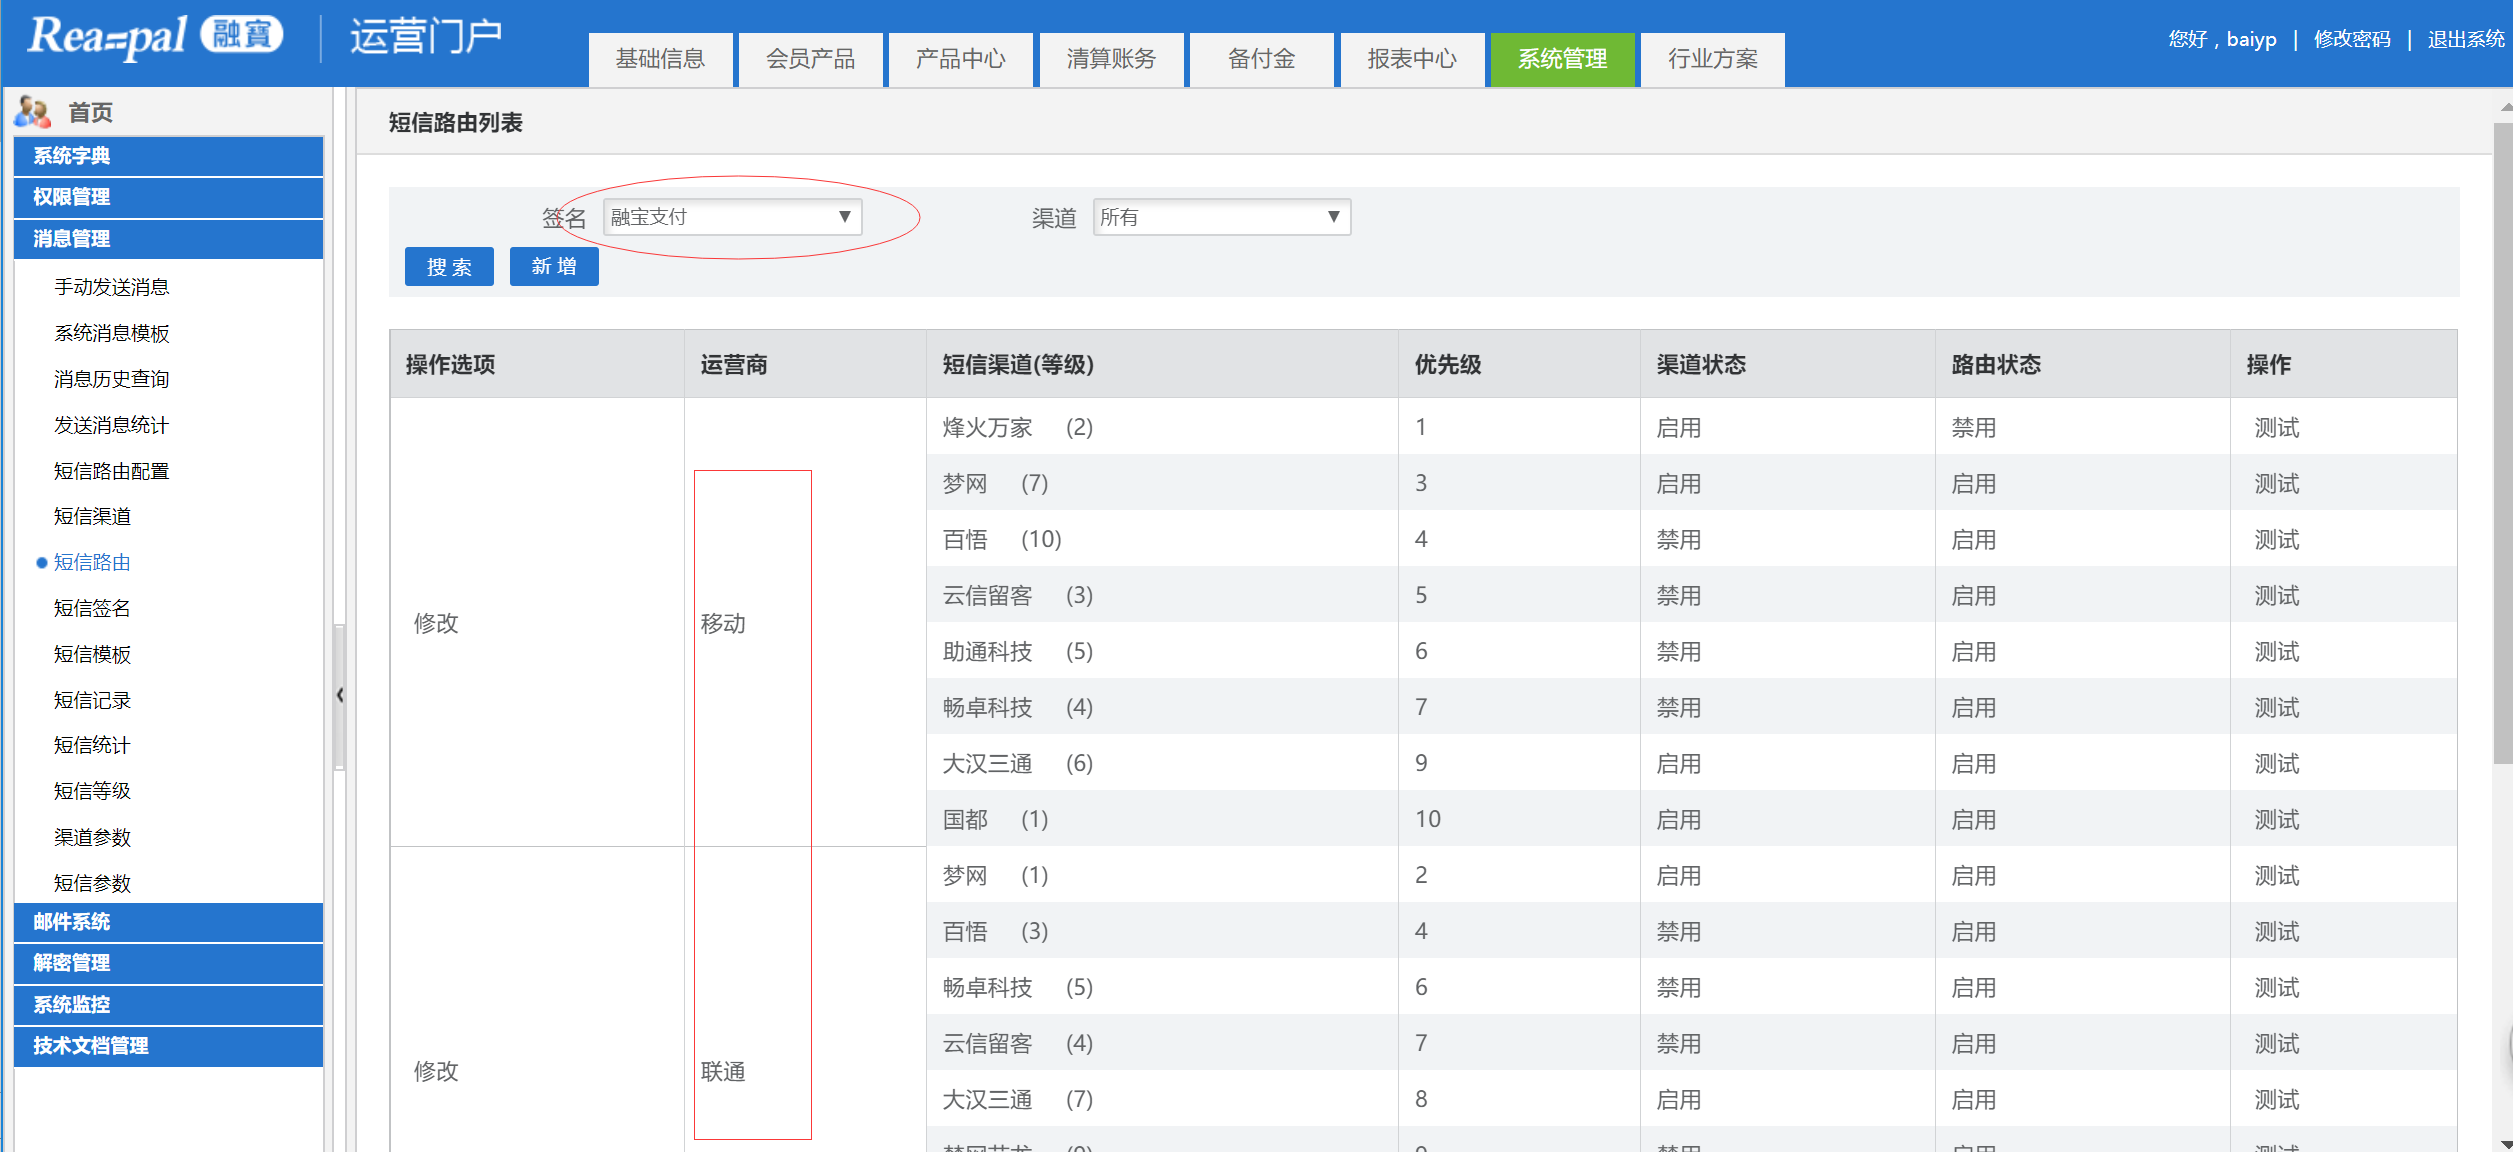 Rea=pal 融寶 | 运营门户
基础信息 会员产品 产品中心 清算账务 备付金 报表中心 系统管理 行业方案
您好，baiyp | 修改密码 | 退出系统
首页
系统字典
权限管理
消息管理
手动发送消息
系统消息模板
消息历史查询
发送消息统计
短信路由配置
短信渠道
短信路由
短信签名
短信模板
短信记录
短信统计
短信等级
渠道参数
短信参数
邮件系统
解密管理
系统监控
技术文档管理
短信路由列表
签名 融宝支付 渠道 所有
搜 索 新 增
操作选项 运营商 短信渠道(等级) 优先级 渠道状态 路由状态 操作
修改 移动
烽火万家 (2) 1 启用 禁用 测试
梦网 (7) 3 启用 启用 测试
百悟 (10) 4 禁用 启用 测试
云信留客 (3) 5 禁用 启用 测试
助通科技 (5) 6 禁用 启用 测试
畅卓科技 (4) 7 禁用 启用 测试
大汉三通 (6) 9 启用 启用 测试
国都 (1) 10 启用 启用 测试
修改 联通
梦网 (1) 2 启用 启用 测试
百悟 (3) 4 禁用 启用 测试
畅卓科技 (5) 6 禁用 启用 测试
云信留客 (4) 7 禁用 启用 测试
大汉三通 (7) 8 启用 启用 测试